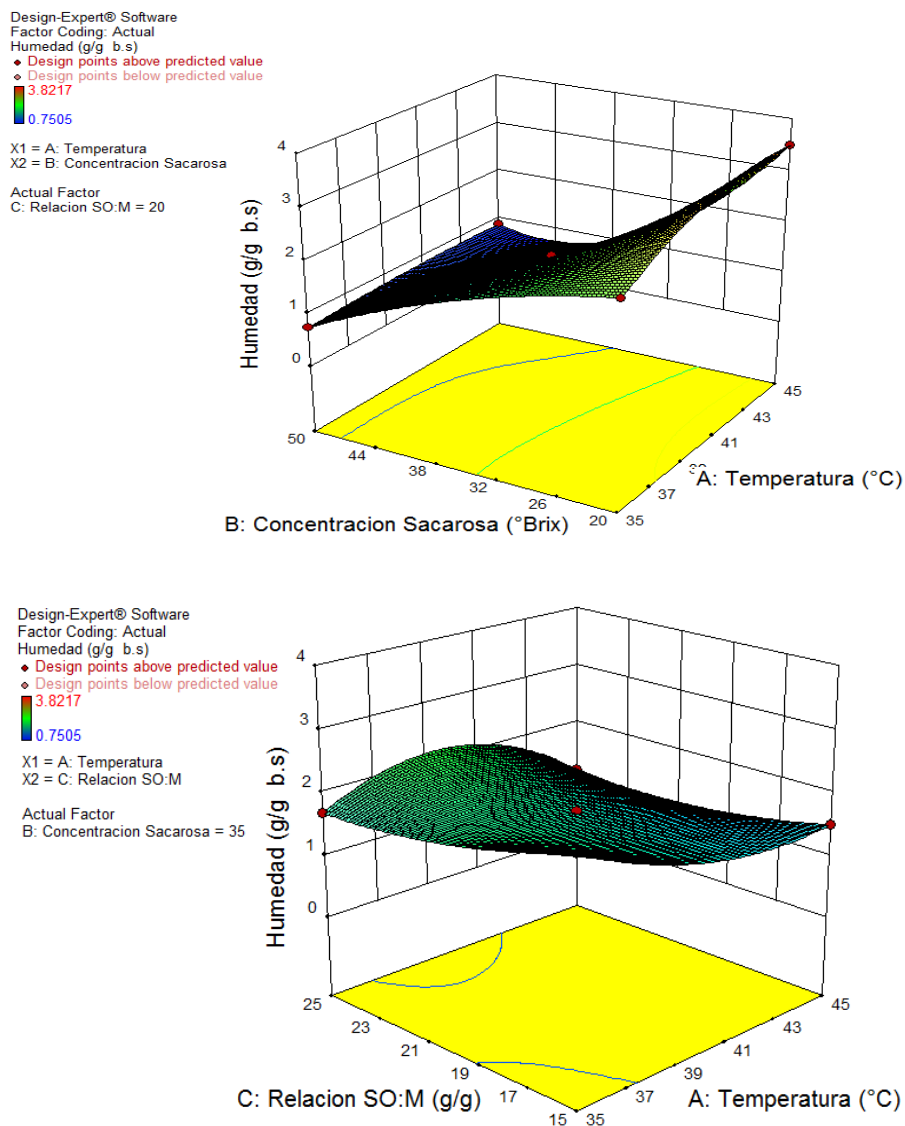 Design-Expert® Software
Factor Coding: Actual
Humedad (g/g b.s)
Design points above predicted value
Design points below predicted value
3.8217
0.7505
X1 = A: Temperatura
X2 = B: Concentracion Sacarosa
Actual Factor
C: Relacion SO:M = 20
Humedad (g/g b.s)
4
3
2
1
0
50
44
38
32
26
20
35
37
41
43
45
B: Concentracion Sacarosa (°Brix)
A: Temperatura (°C)
Design-Expert® Software
Factor Coding: Actual
Humedad (g/g b.s)
Design points above predicted value
Design points below predicted value
3.8217
0.7505
X1 = A: Temperatura
X2 = C: Relacion SO:M
Actual Factor
B: Concentracion Sacarosa = 35
Humedad (g/g b.s)
4
3
2
1
0
25
23
21
19
17
15
35
37
39
41
43
45
C: Relacion SO:M (g/g)
A: Temperatura (°C)